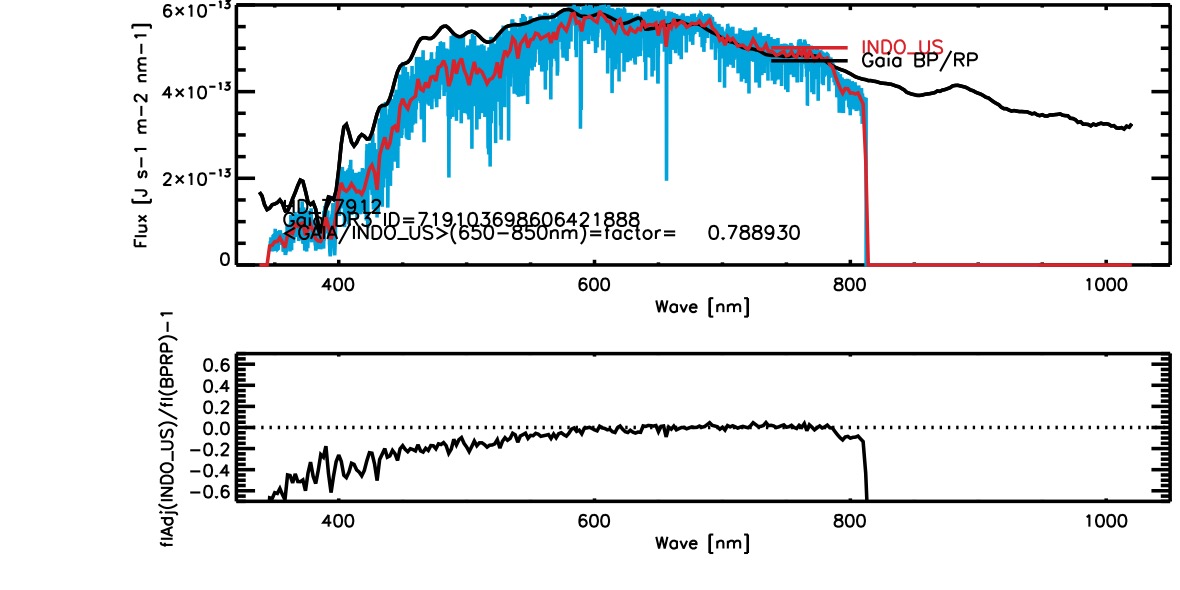 6×10−13
4×10−13
2×10−13
0
Flux [J s−1 m−2 nm−1]
INDO_US
Gaia BP/RP
HD 77912
Gaia DR3 ID=719103698606421888
<GAIA/INDO_US>(650−850nm)=factor= 0.788930
400 600 800 1000
Wave [nm]
flAdj(INDO_US)/fl(BPRP)−1
0.6
0.4
0.2
0.0
−0.2
−0.4
−0.6
400 600 800 1000
Wave [nm]